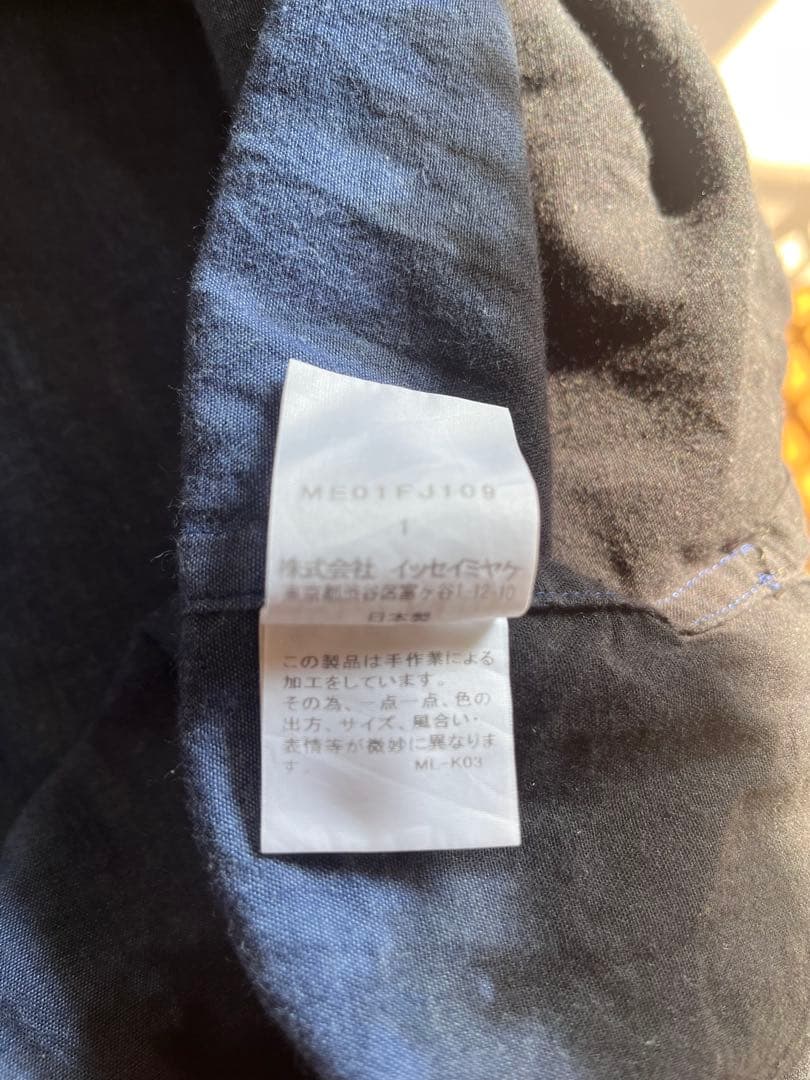 ME01FJ109
1
株式会社 イッセイミヤケ
東京都渋谷区富ヶ谷1-12-10
日本製
この製品は手作業による
加工をしています。
その為、一点一点、色の
出方、サイズ、風合い・
表情等が微妙に異なりま
す。 ML-K03